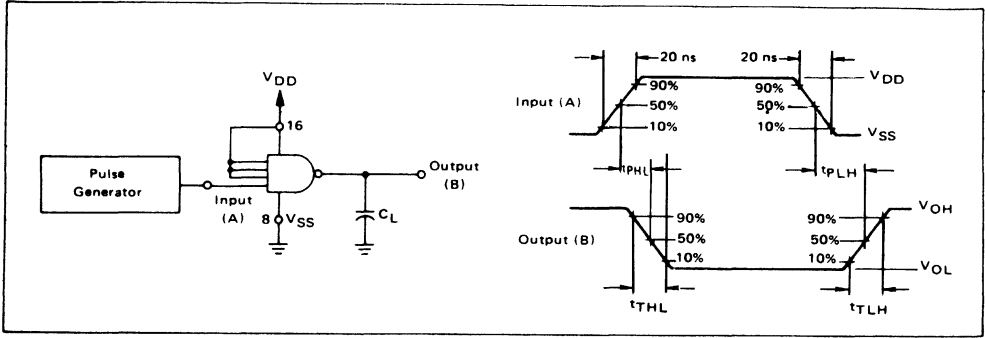 VDD
16
Pulse
Generator
Input
(A)
8
VSS
CL
Output
(B)
20 ns
20 ns
Input (A)
90%
50%
10%
90%
50%
10%
VDD
VSS
tPHL
tPLH
Output (B)
90%
50%
10%
90%
50%
10%
VOH
VOL
tTHL
tTLH